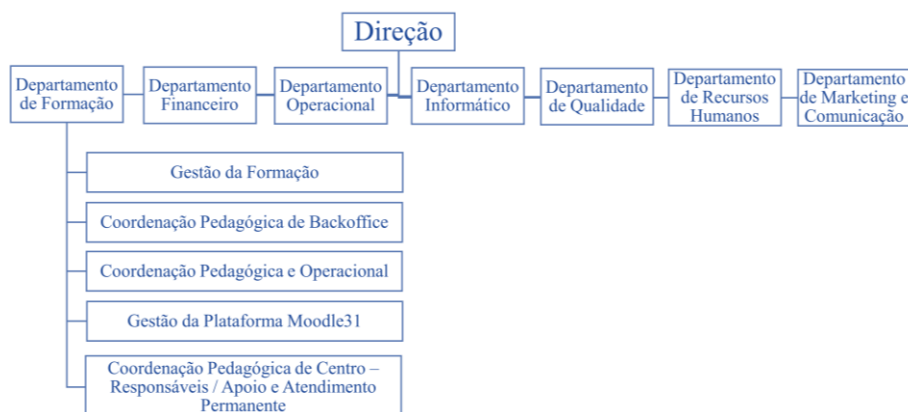 Direção
Departamento
de Formação
Departamento
Financeiro
Departamento
Operacional
Departamento
Informático
Departamento
de Qualidade
Departamento
de Recursos
Humanos
Departamento
de Marketing e
Comunicação
Gestão da Formação
Coordenação Pedagógica de Backoffice
Coordenação Pedagógica e Operacional
Gestão da Plataforma Moodle31
Coordenação Pedagógica de Centro –
Responsáveis / Apoio e Atendimento
Permanente